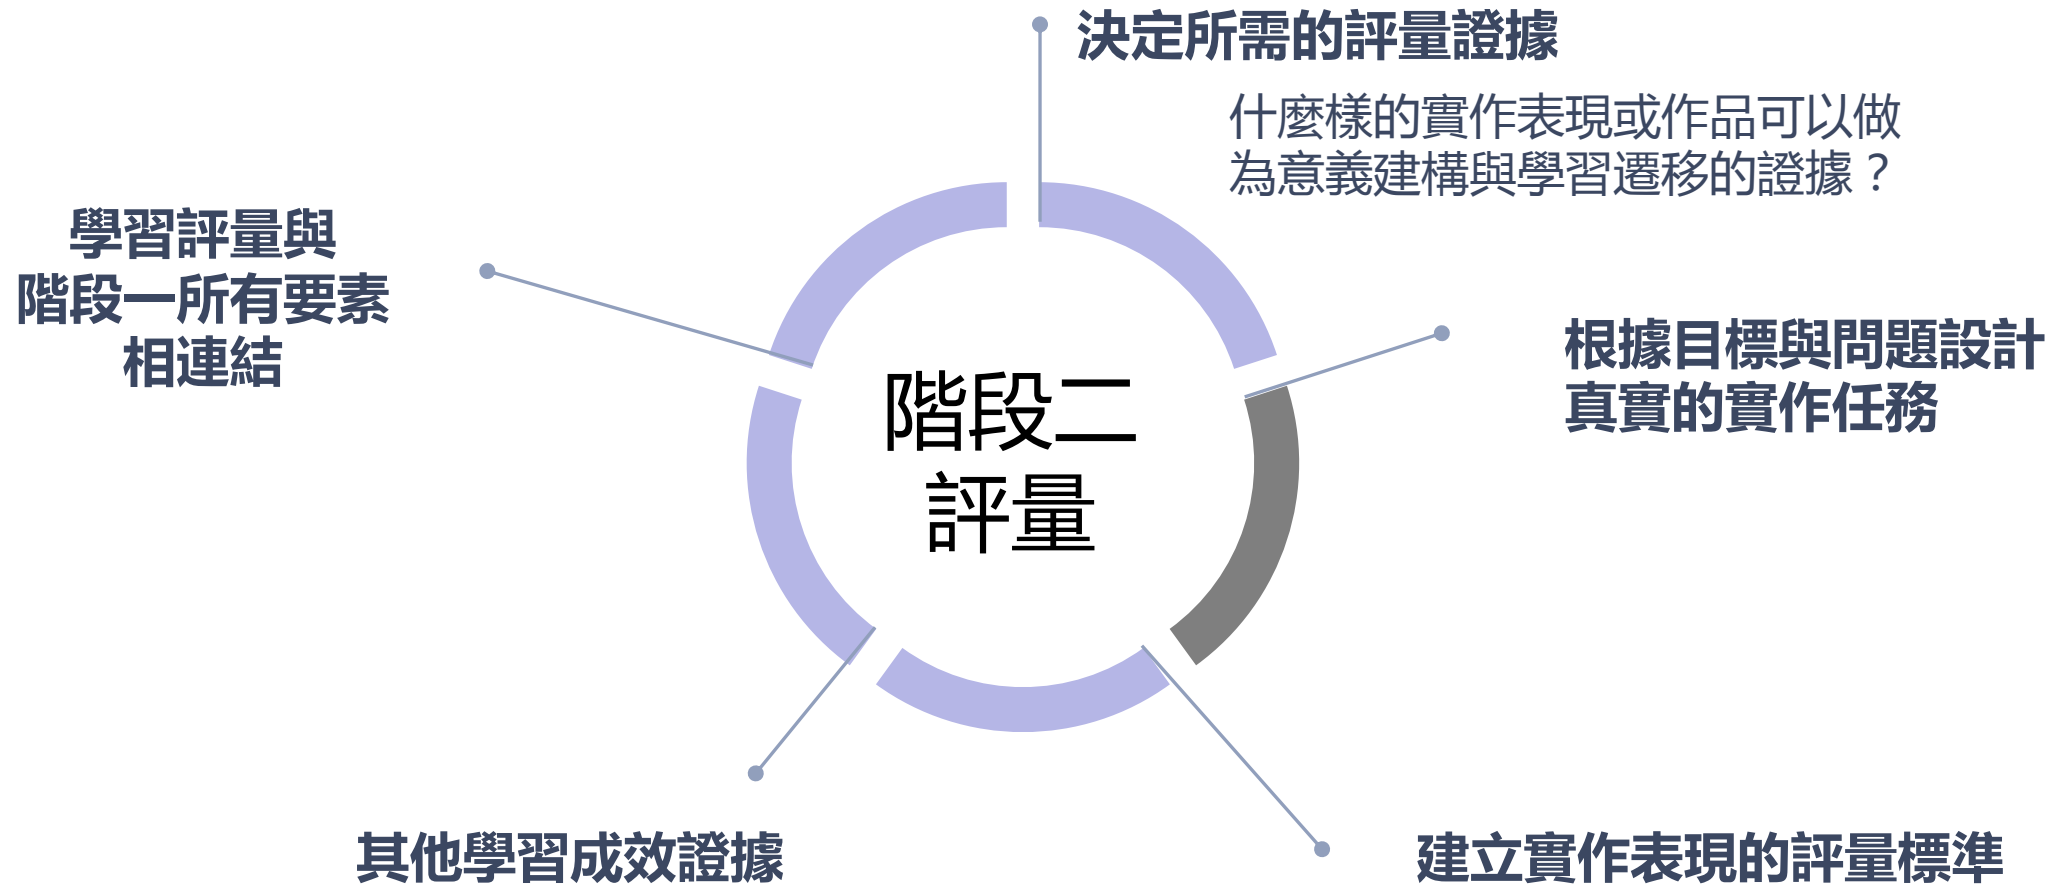 決定所需的評量證據
什麼樣的實作表現或作品可以做
為意義建構與學習遷移的證據？
學習評量與
階段一所有要素
相連結
根據目標與問題設計
真實的實作任務
階段二
評量
其他學習成效證據
建立實作表現的評量標準